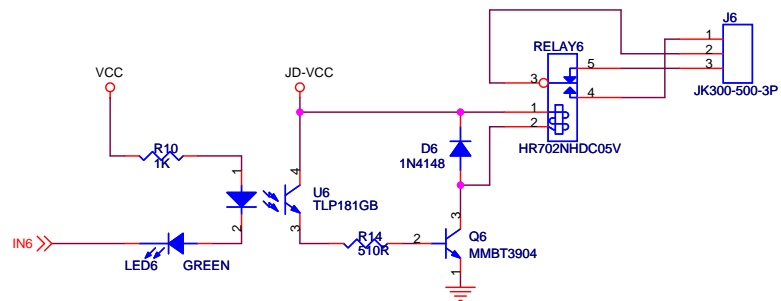 J6
RELAY6
1
2
3
5
4
3
JK300-500-3P
VCC
JD-VCC
1
2
HR702NHDC05V
D6
1N4148
R10
1K
1
4
U6
TLP181GB
2
3
R14
510R
2
3
Q6
MMBT3904
1
IN6
LED6
GREEN